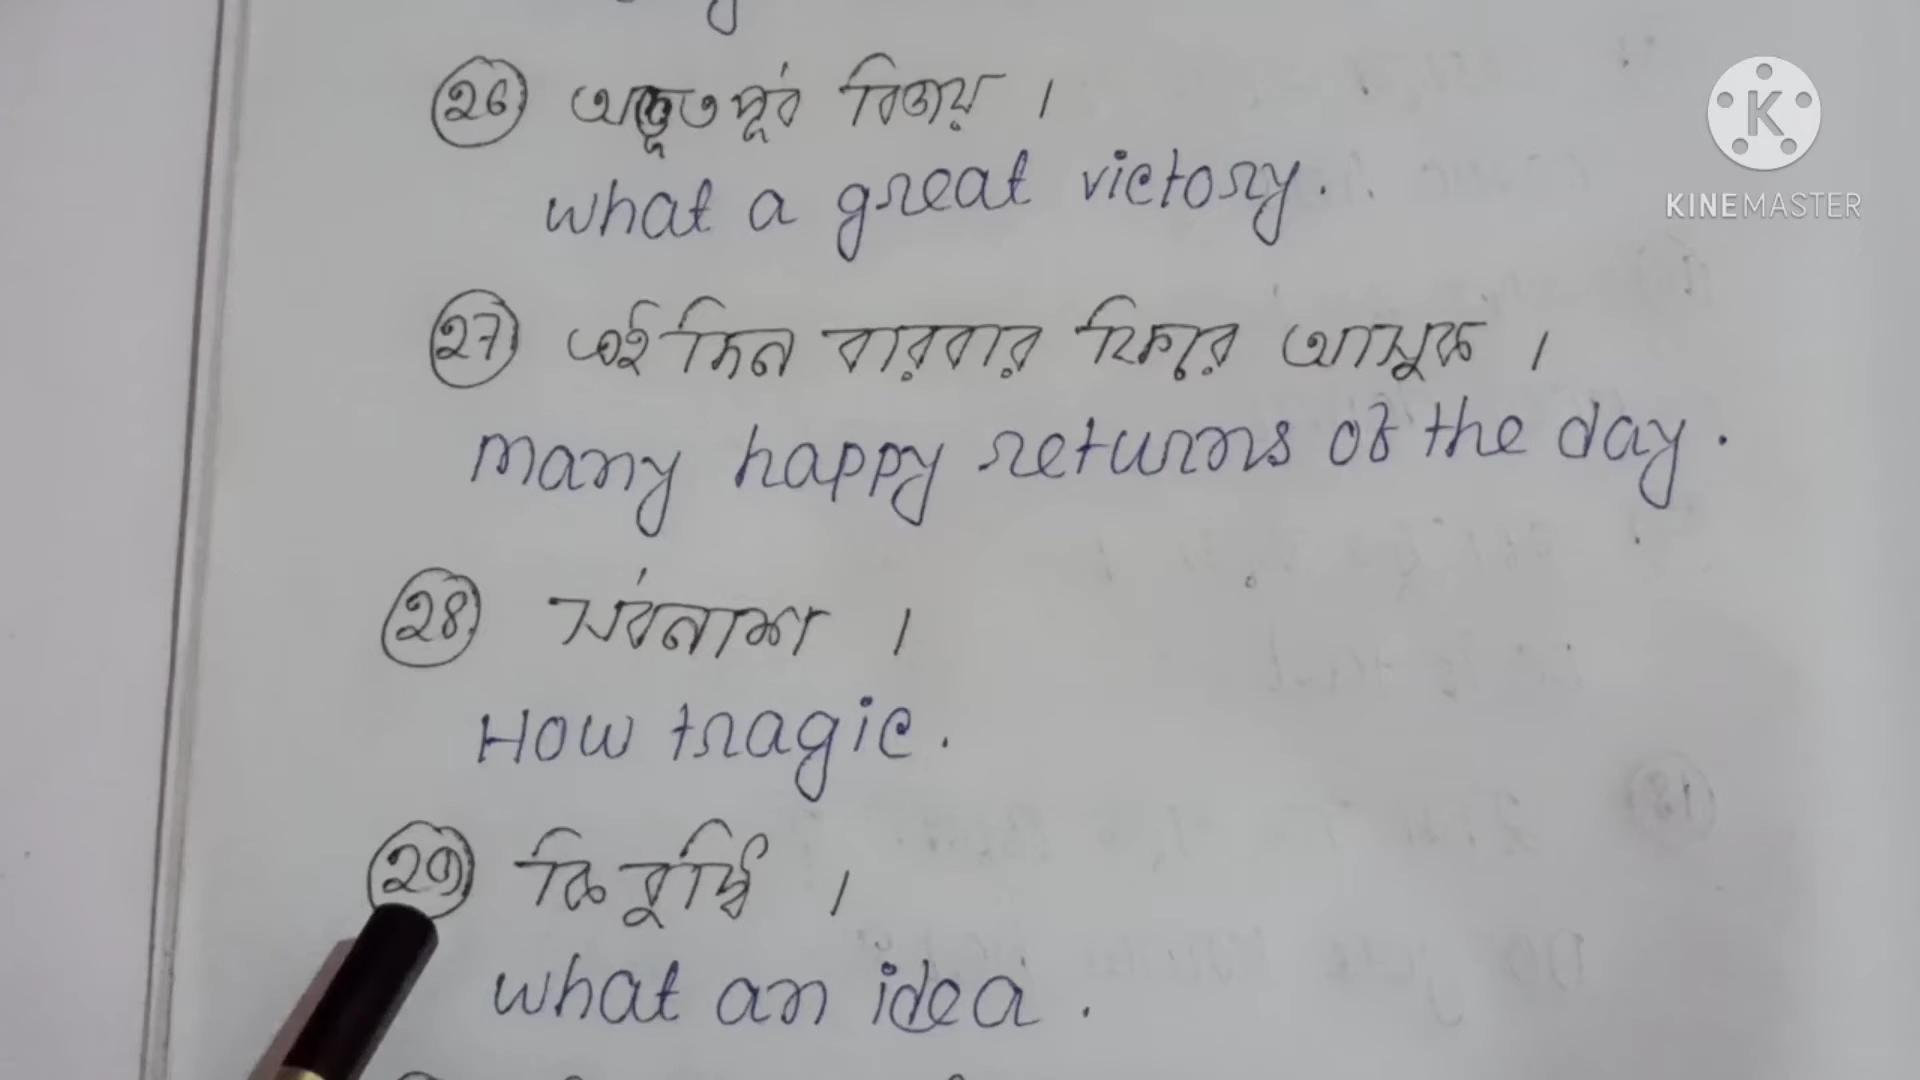 (26) অভূতপূর্ব বিজয় ।
what a great victory.
(27) এই দিন বারবার ফিরে আসুক ।
many happy returns of the day.
(28) সর্বনাশ ।
How tragic.
(29) কি বুদ্ধি ।
what an idea.
KINEMASTER